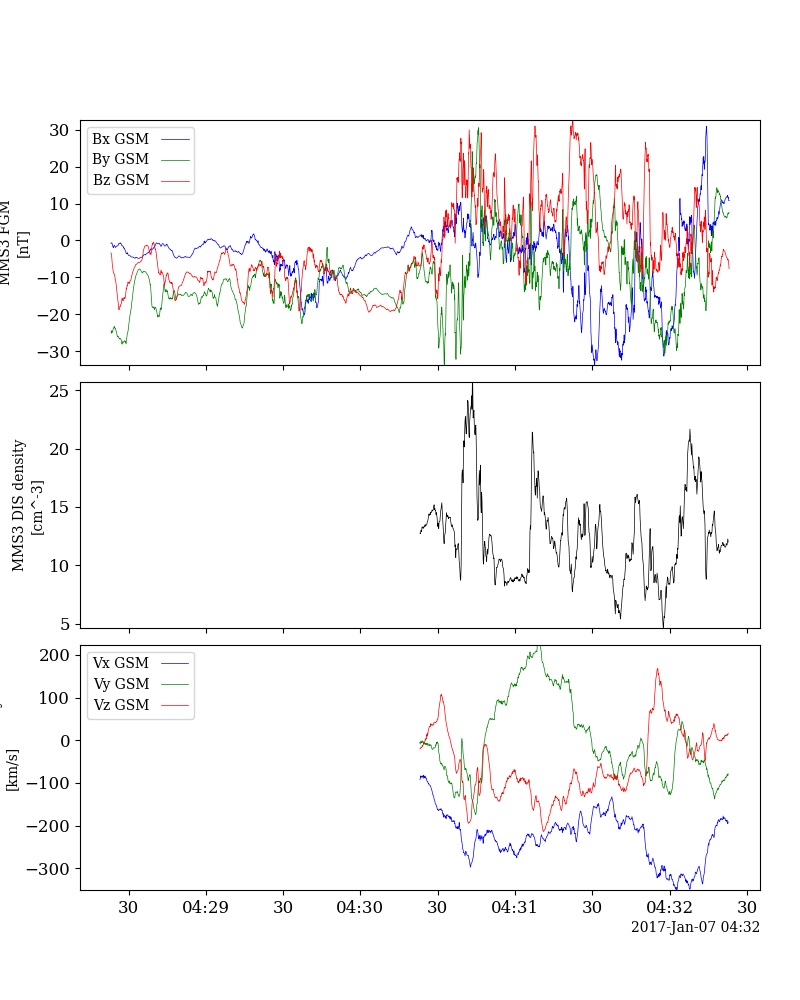 30
20
10
0
−10
−20
−30
MMS3 FGM
[nT]
Bx GSM
By GSM
Bz GSM
25
20
15
10
5
MMS3 DIS density
[cm^-3]
200
100
0
−100
−200
−300
[km/s]
Vx GSM
Vy GSM
Vz GSM
30 04:29 30 04:30 30 04:31 30 04:32 30
2017-Jan-07 04:32